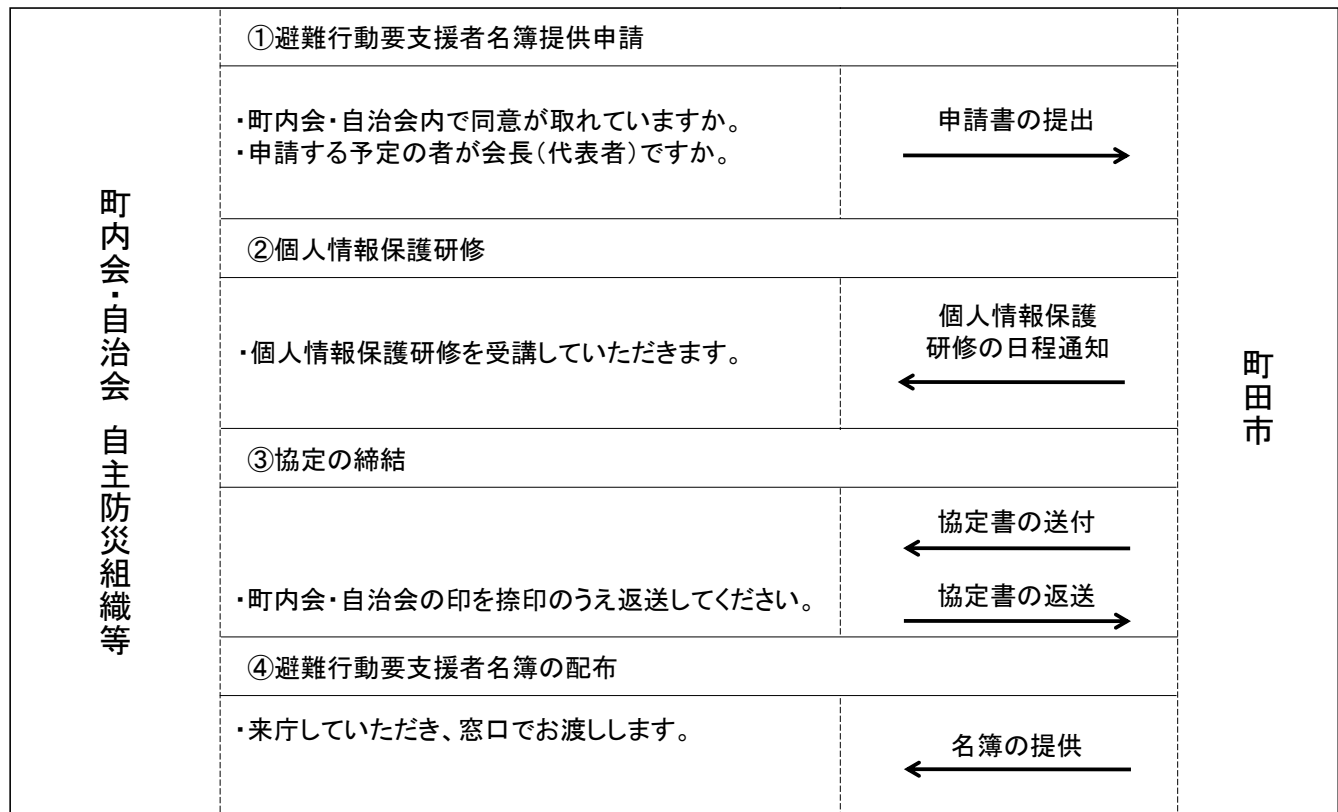 町内会・自治会 自主防災組織等
①避難行動要支援者名簿提供申請
・町内会・自治会内で同意が取れていますか。
・申請する予定の者が会長（代表者）ですか。
申請書の提出
②個人情報保護研修
・個人情報保護研修を受講していただきます。
個人情報保護
研修の日程通知
③協定の締結
協定書の送付
・町内会・自治会の印を捺印のうえ返送してください。
協定書の返送
④避難行動要支援者名簿の配布
・来庁していただき、窓口でお渡しします。
名簿の提供
町田市